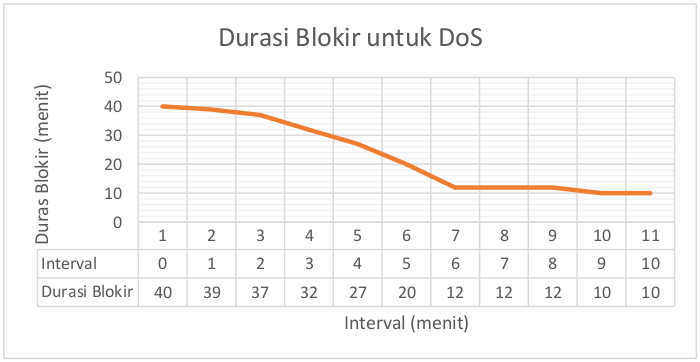 Durasi Blokir untuk DoS
Duras Blokir (menit)
50
40
30
20
10
0
1 2 3 4 5 6 7 8 9 10 11
Interval 0 1 2 3 4 5 6 7 8 9 10
Durasi Blokir 40 39 37 32 27 20 12 12 12 10 10
Interval (menit)